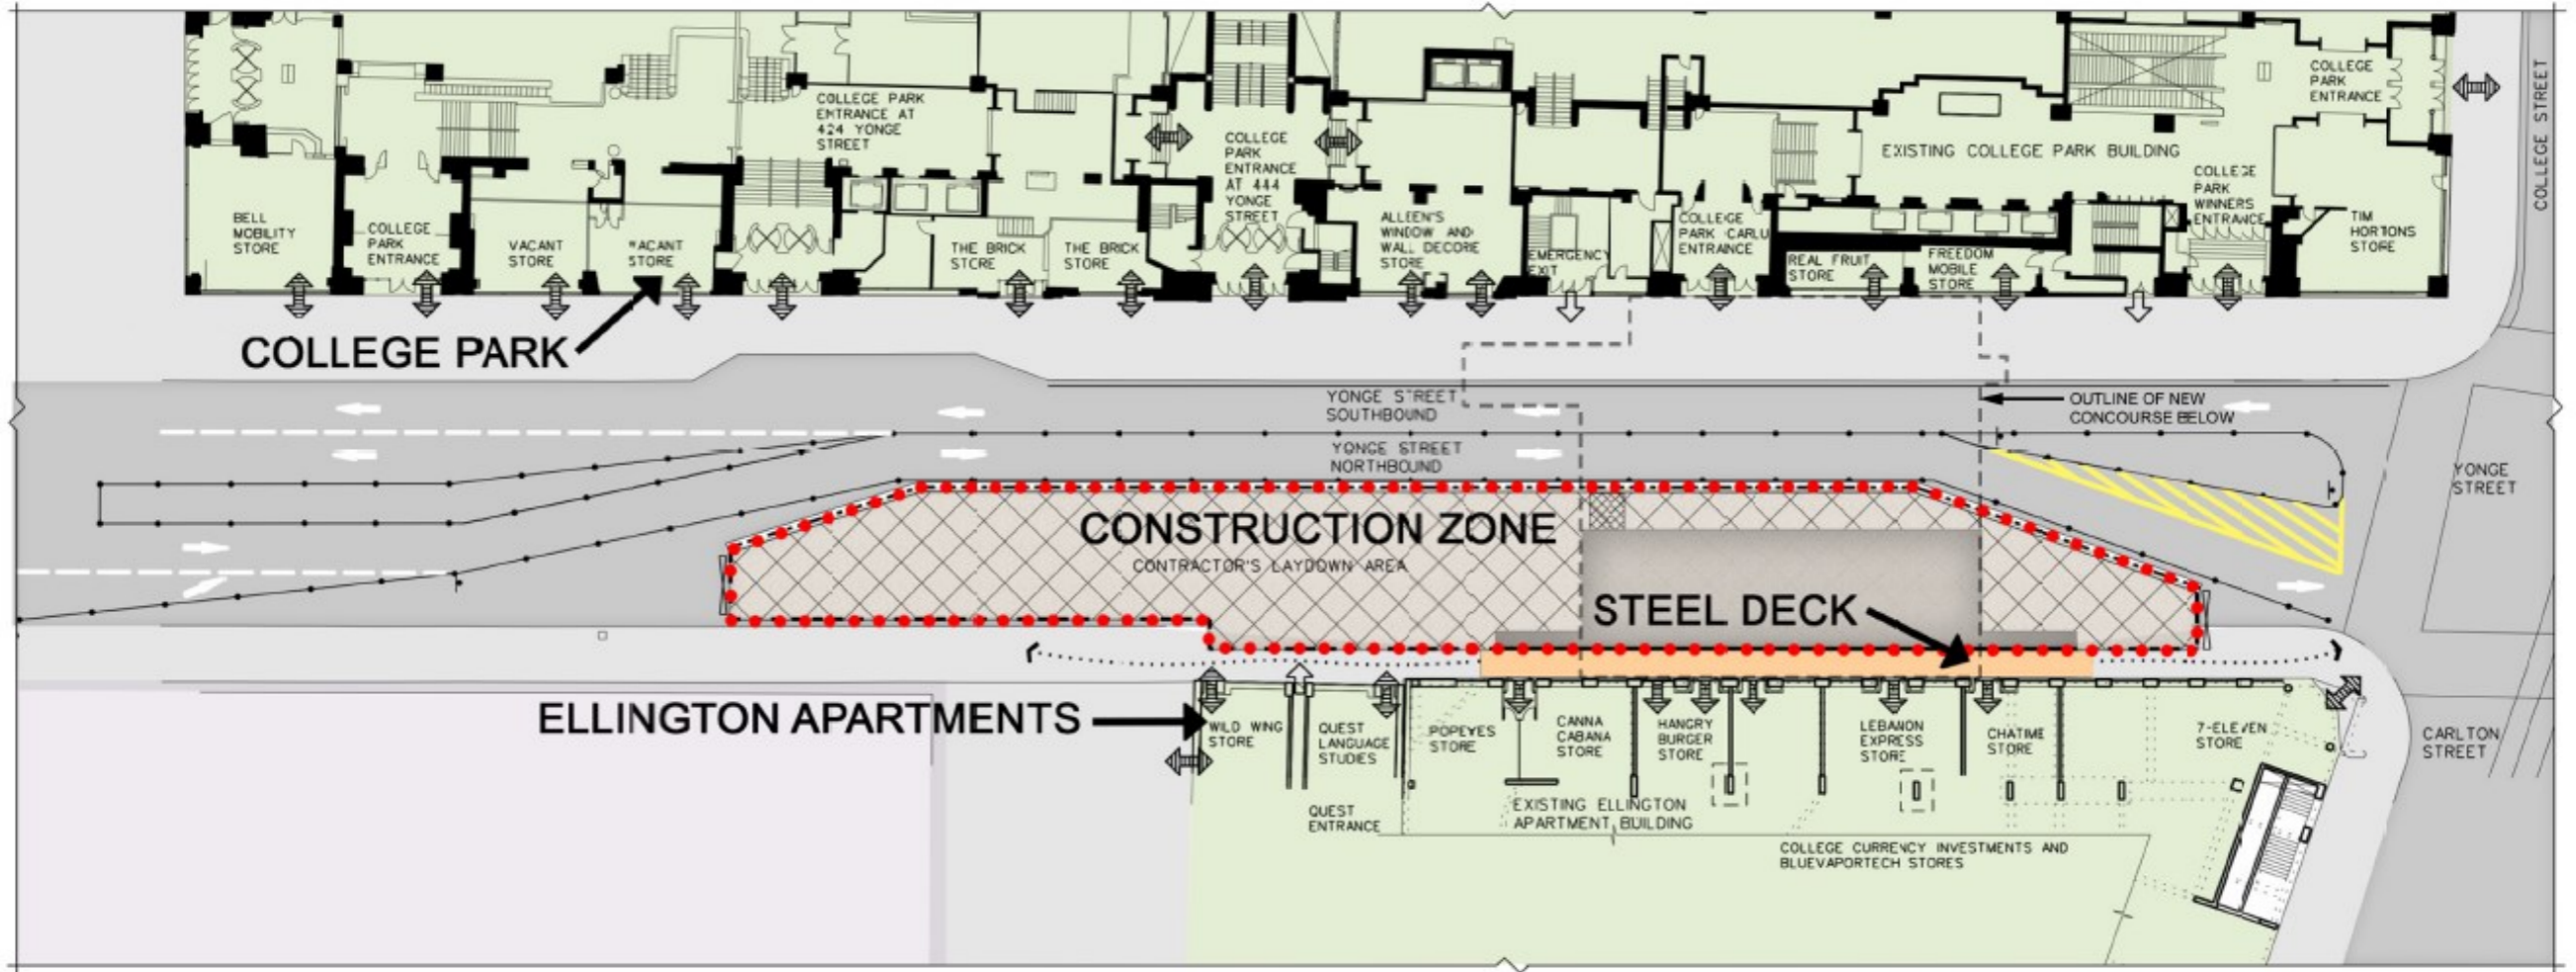 COLLEGE
PARK
ENTRANCE
COLLEGE STREET
COLLEGE PARK
ENTRANCE AT
424 YONGE
STREET
COLLEGE
PARK
ENTRANCE
AT 444
YONGE
STREET
EXISTING COLLEGE PARK BUILDING
COLLEGE
PARK
WINNERS
ENTRANCE
BELL
MOBILITY
STORE
COLLEGE
PARK
ENTRANCE
VACANT
STORE
VACANT
STORE
THE BRICK
STORE
THE BRICK
STORE
ALLEEN'S
WINDOW AND
WALL DECORE
STORE
EMERGENCY
EXIT
COLLEGE
PARK CARLU
ENTRANCE
REAL FRUIT
STORE
FREEDOM
MOBILE
STORE
TIM
HORTIONS
STORE
COLLEGE PARK
YONGE STREET
SOUTHBOUND
OUTLINE OF NEW
CONCOURSE BELOW
YONGE STREET
NORTHBOUND
YONGE
STREET
CONSTRUCTION ZONE
CONTRACTOR'S LAYDOWN AREA
STEEL DECK
ELLINGTON APARTMENTS
WILD WING
STORE
QUEST
LANGUAGE
STUDIES
POPEYES
STORE
CANNA
CABANA
STORE
HANGRY
BURGER
STORE
LEBANON
EXPRESS
STORE
CHATIME
STORE
7-ELEVEN
STORE
CARLTON
STREET
QUEST
ENTRANCE
EXISTING ELLINGTON
APARTMENT BUILDING
COLLEGE CURRENCY INVESTMENTS AND
BLUEVAPORTECH STORES